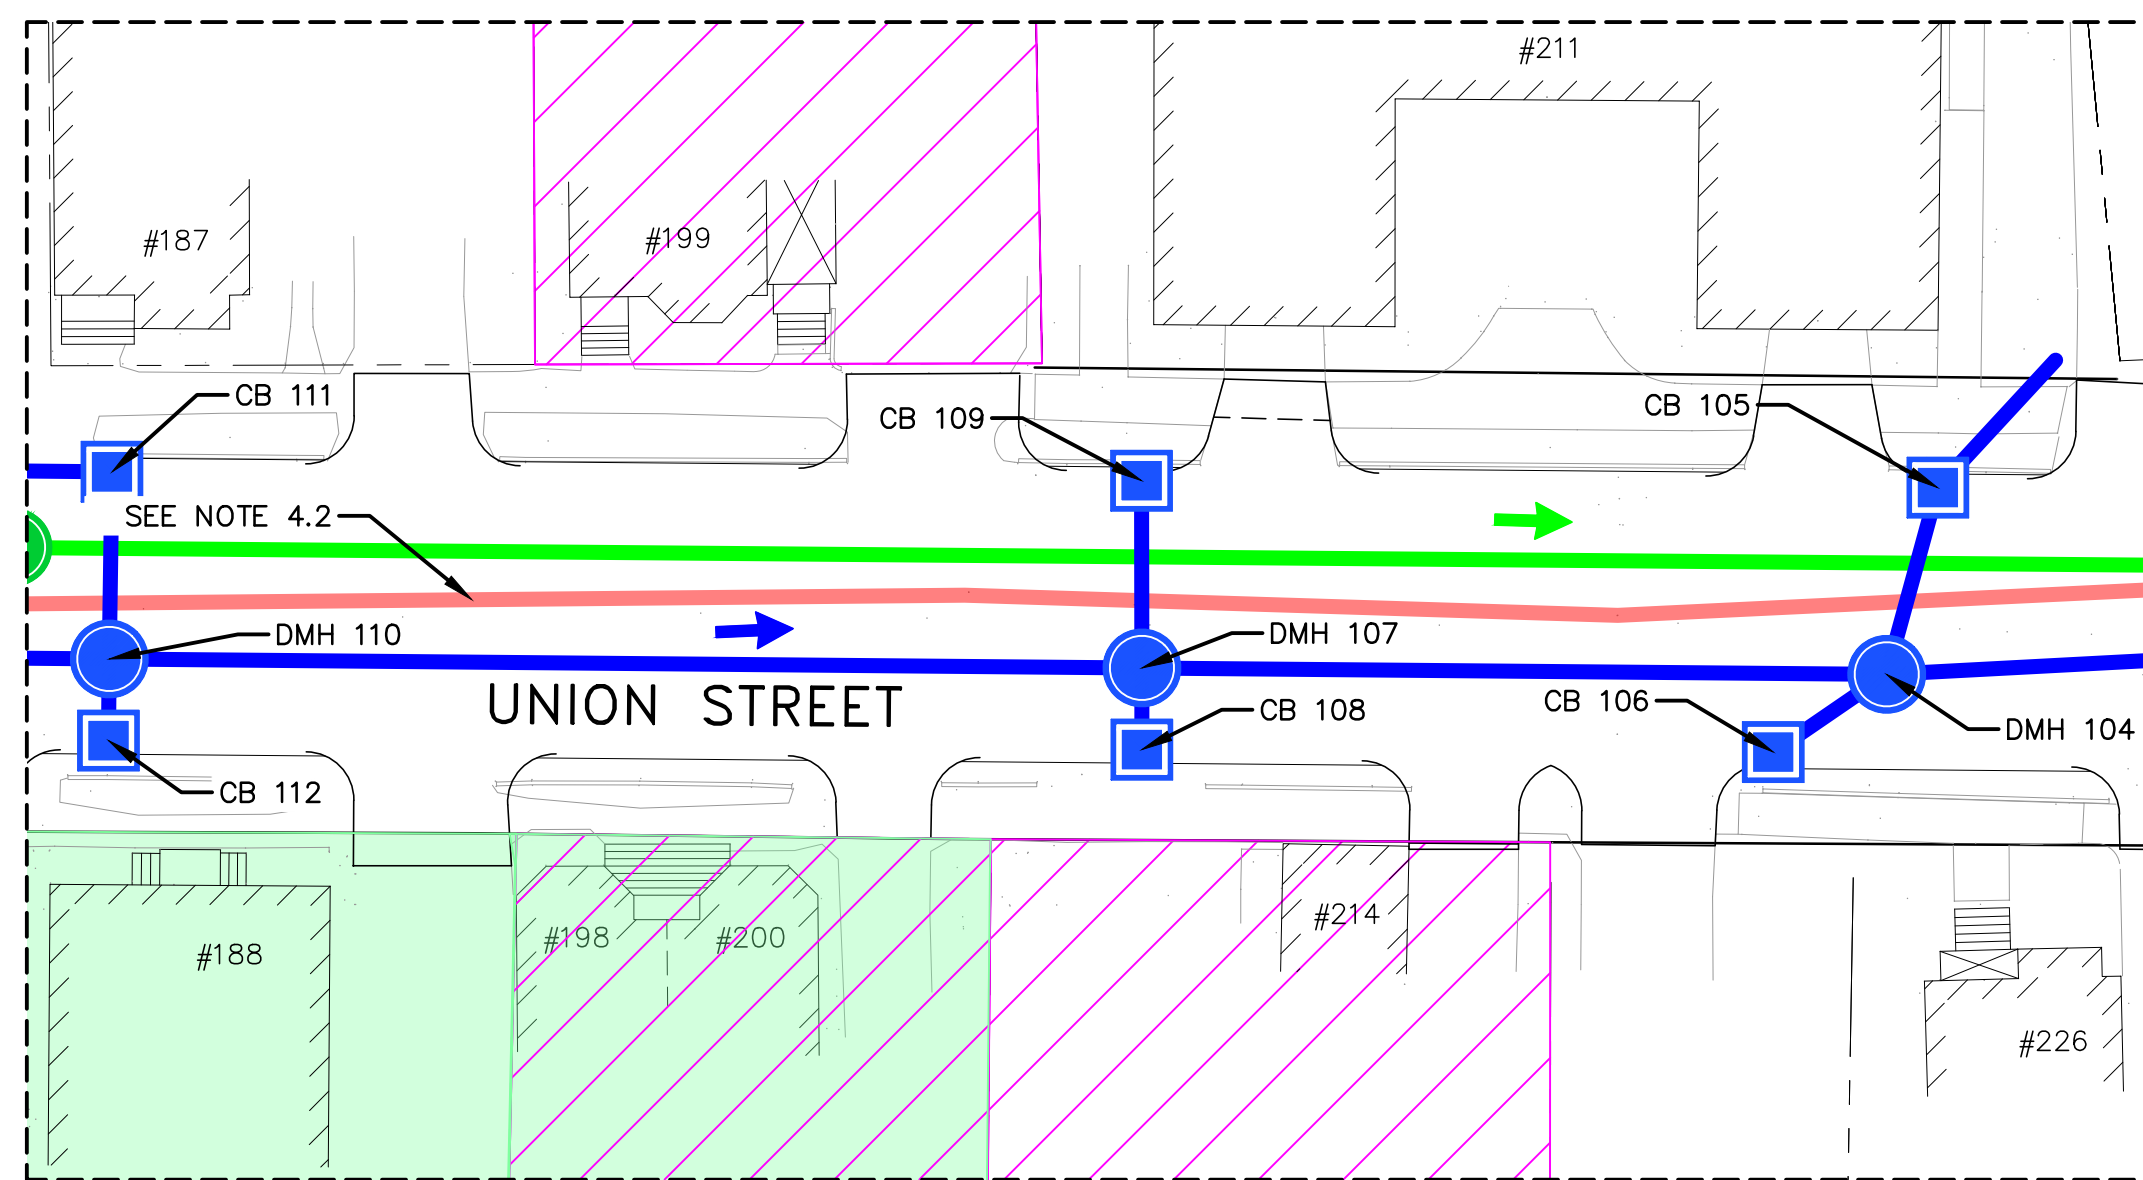 #211
#187
#199
CB 111
CB 109
CB 105
SEE NOTE 4.2
DMH 110
DMH 107
UNION STREET
CB 108
CB 106
DMH 104
CB 112
#188
#198
#200
#214
#226